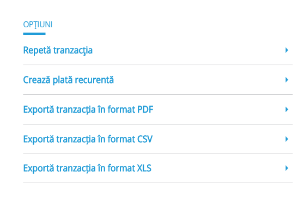 OPȚIUNI
Repetă tranzacția
Crează plată recurentă
Exportă tranzacția în format PDF
Exportă tranzacția în format CSV
Exportă tranzacția în format XLS